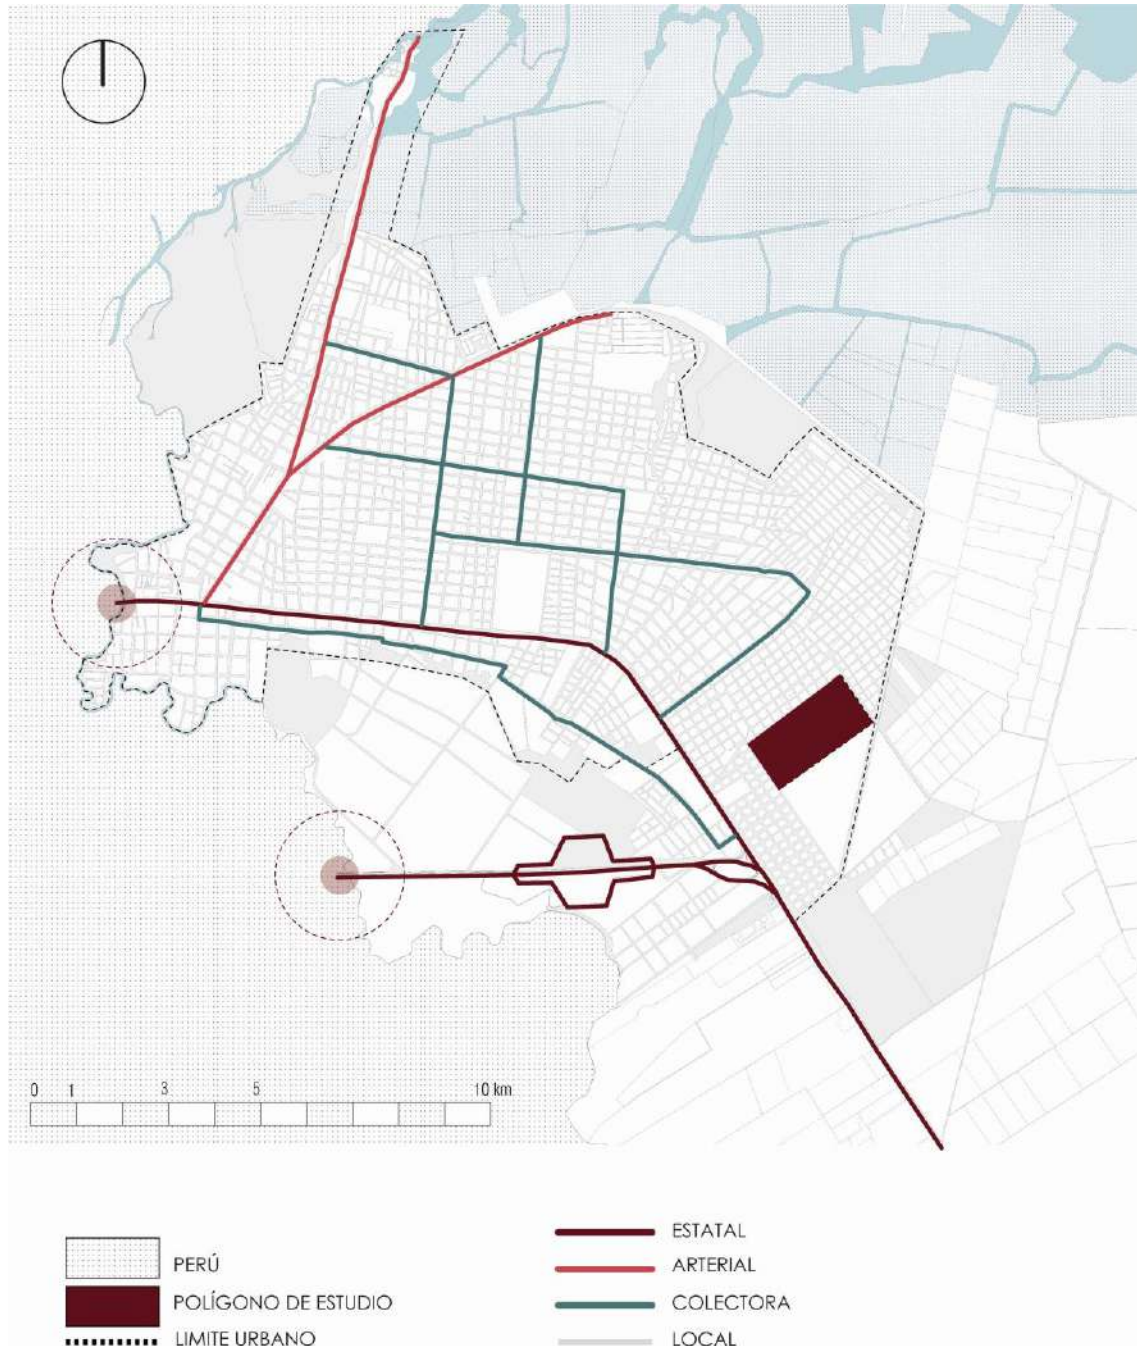 0 1 3 5 10 km
PERÚ
POLÍGONO DE ESTUDIO
LIMITE URBANO
ESTATAL
ARTERIAL
COLECTORA
LOCAL